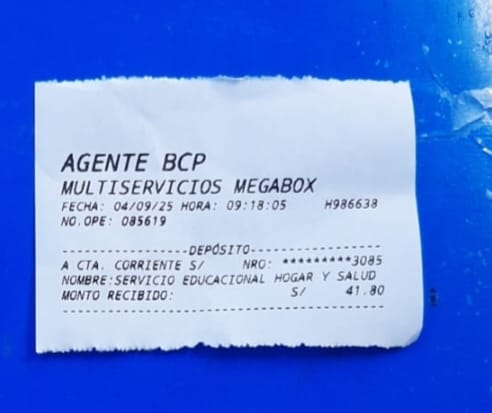 AGENTE BCP
MULTISERVICIOS MEGABOX
FECHA: 04/09/25 HORA: 09:18:05 H986638
NO.OPE: 085619
--------------------DEPÓSITO--------------------
A CTA. CORRIENTE S/ NRO: *********3085
NOMBRE:SERVICIO EDUCACIONAL HOGAR Y SALUD
MONTO RECIBIDO: S/ 41.80
------------------------------------------------